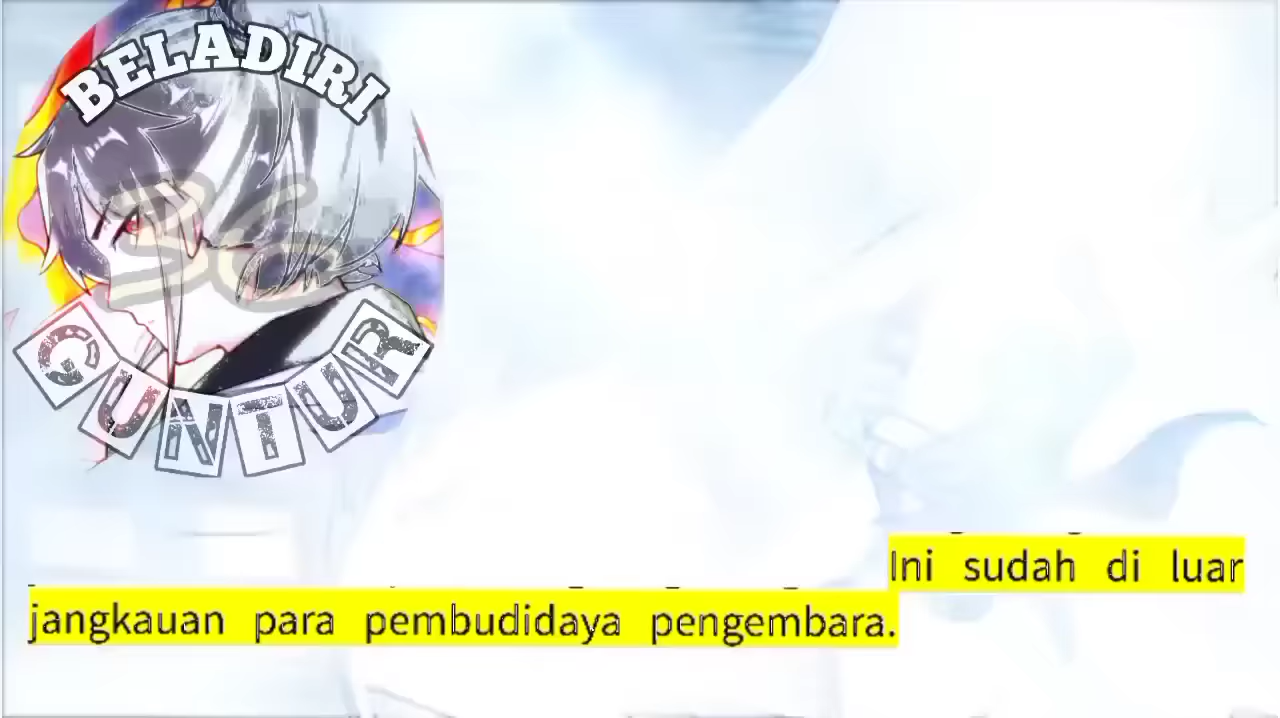 BELADIRI
GUNTUR
Ini sudah di luar
jangkauan para pembudidaya pengembara.